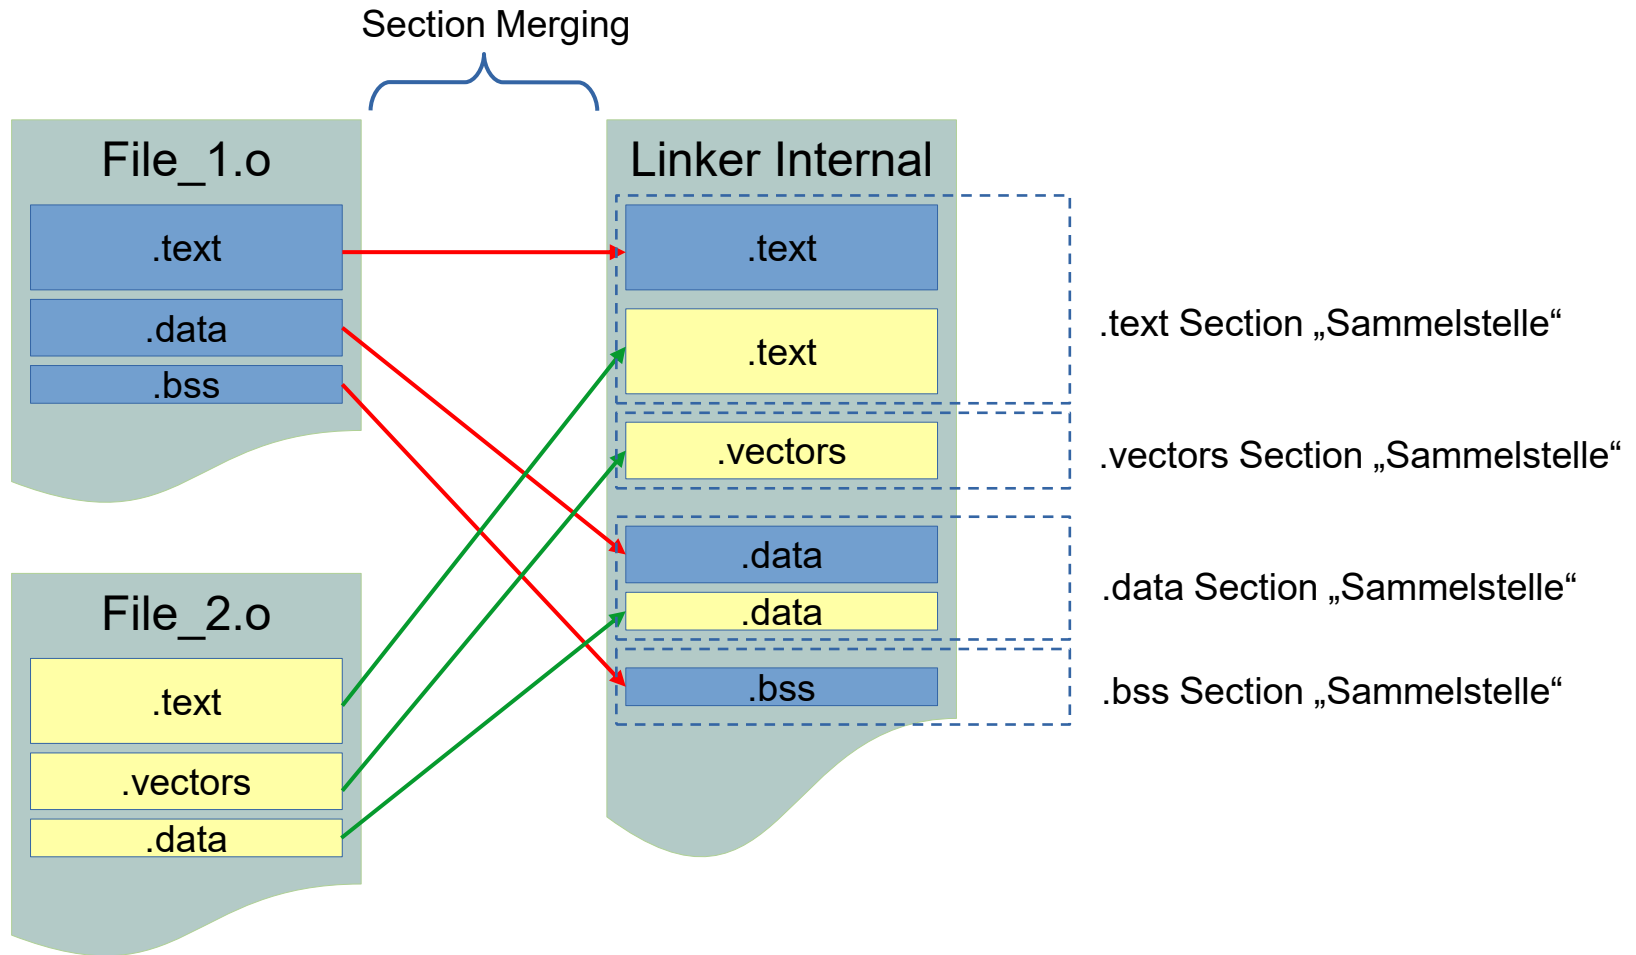 Section Merging
File_1.o
.text
.data
.bss
File_2.o
.text
.vectors
.data
Linker Internal
.text
.text
.vectors
.data
.data
.bss
.text Section „Sammelstelle“
.vectors Section „Sammelstelle“
.data Section „Sammelstelle“
.bss Section „Sammelstelle“